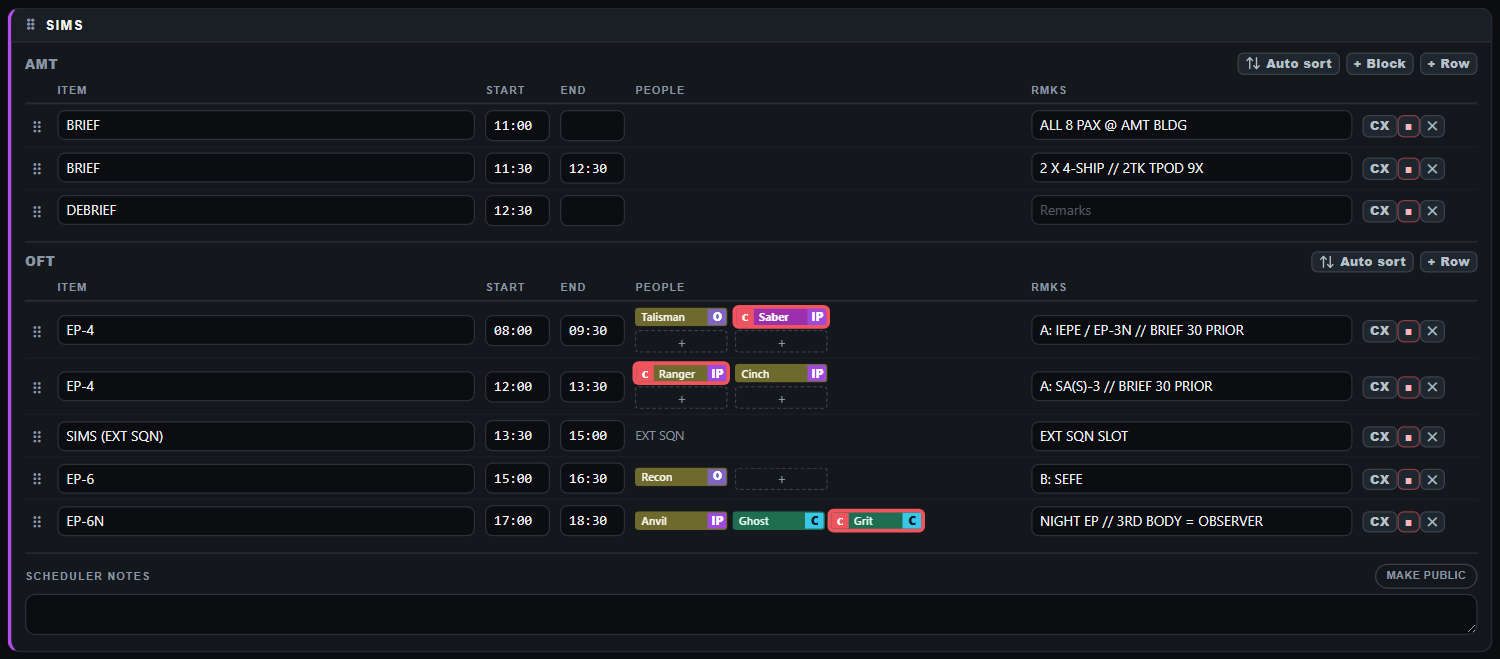 SIMS
AMT Auto sort + Block + Row
ITEM START END PEOPLE RMKS
BRIEF 11:00 ALL 8 PAX @ AMT BLDG CX
BRIEF 11:30 12:30 2 X 4-SHIP // 2TK TPOD 9X CX
DEBRIEF 12:30 Remarks CX
OFT Auto sort + Row
ITEM START END PEOPLE RMKS
EP-4 08:00 09:30 Talisman O C Saber IP A: IEPE / EP-3N // BRIEF 30 PRIOR CX
+ +
EP-4 12:00 13:30 C Ranger IP Cinch IP A: SA(S)-3 // BRIEF 30 PRIOR CX
+ +
SIMS (EXT SQN) 13:30 15:00 EXT SQN EXT SQN SLOT CX
EP-6 15:00 16:30 Recon O + B: SEFE CX
EP-6N 17:00 18:30 Anvil IP Ghost C C Grit C NIGHT EP // 3RD BODY = OBSERVER CX
SCHEDULER NOTES MAKE PUBLIC